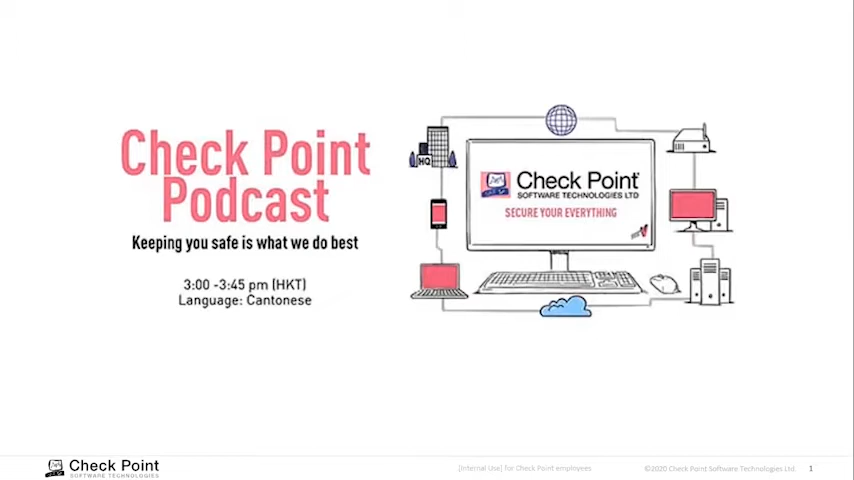 Check Point
Podcast
Keeping you safe is what we do best
3:00 -3:45 pm (HKT)
Language: Cantonese
HQ
Check Point
SOFTWARE TECHNOLOGIES LTD
SECURE YOUR EVERYTHING
Check Point
SOFTWARE TECHNOLOGIES
[Internal Use] for Check Point employees
©2020 Check Point Software Technologies Ltd.
1